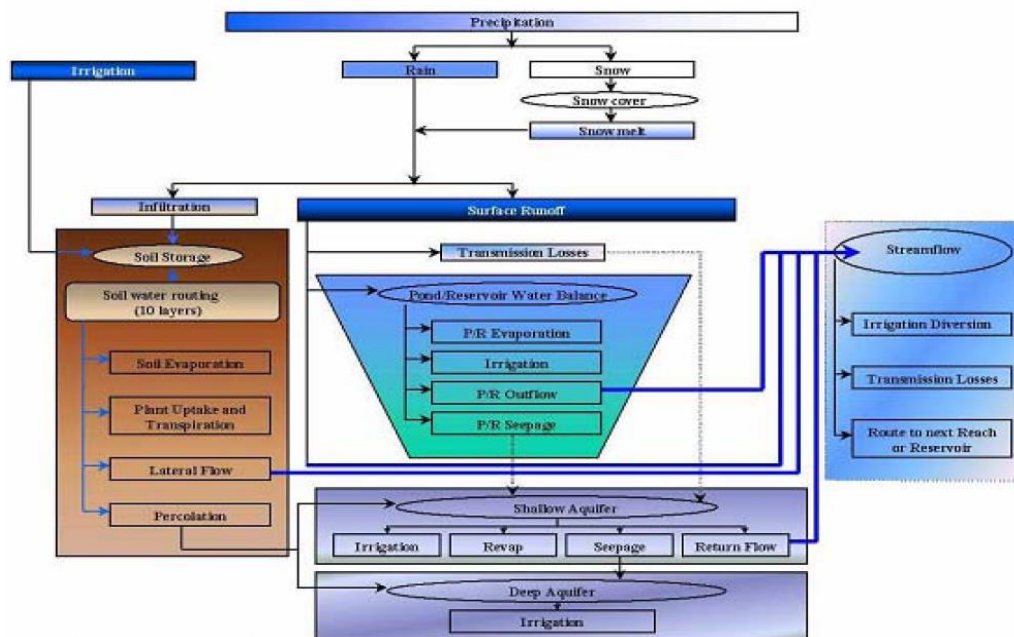 Precipitation
Irrigation
Rain
Snow
Snow cover
Snow melt
Infiltration
Surface Runoff
Soil Storage
Transmission Losses
Streamflow
Soil water routing
(10 layers)
Pond/Reservoir Water Balance
P/R Evaporation
Irrigation Diversion
Soil Evaporation
Irrigation
P/R Outflow
Transmission Losses
Plant Uptake and
Transpiration
P/R Seepage
Route to next Reach
or Reservoir
Lateral Flow
Percolation
Shallow Aquifer
Irrigation
Revap
Seepage
Return Flow
Deep Aquifer
Irrigation